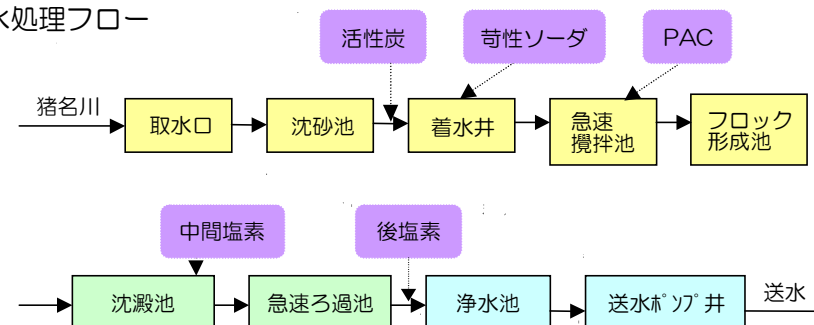 水処理フロー
活性炭
苛性ソーダ
PAC
猪名川
取水口
沈砂池
着水井
急速
攪拌池
フロック
形成池
中間塩素
後塩素
沈澱池
急速ろ過池
浄水池
送水ﾎﾟﾝﾌﾟ井
送水